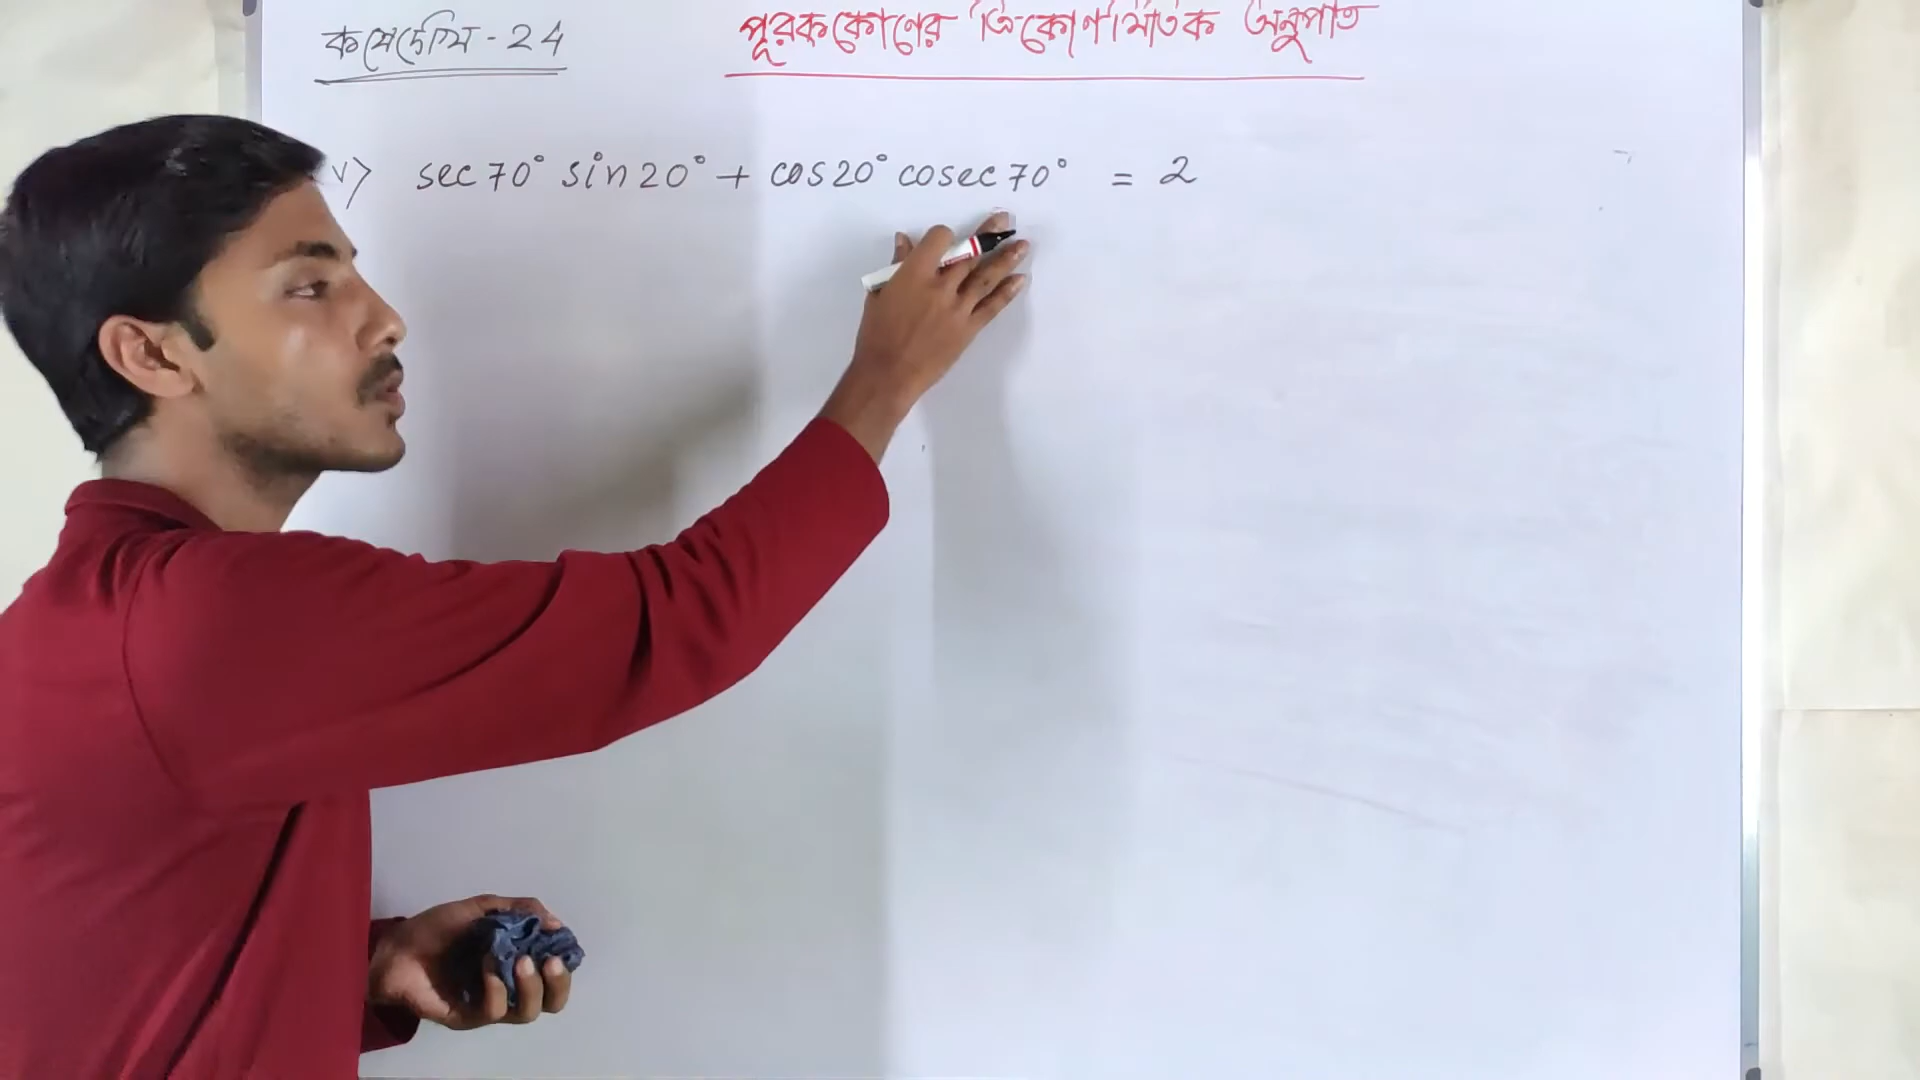 কষেদেখি - 24
পূরককোণের ত্রিকোণমিতিক অনুপাত
v> sec 70° sin 20° + cos 20° cosec 70° = 2